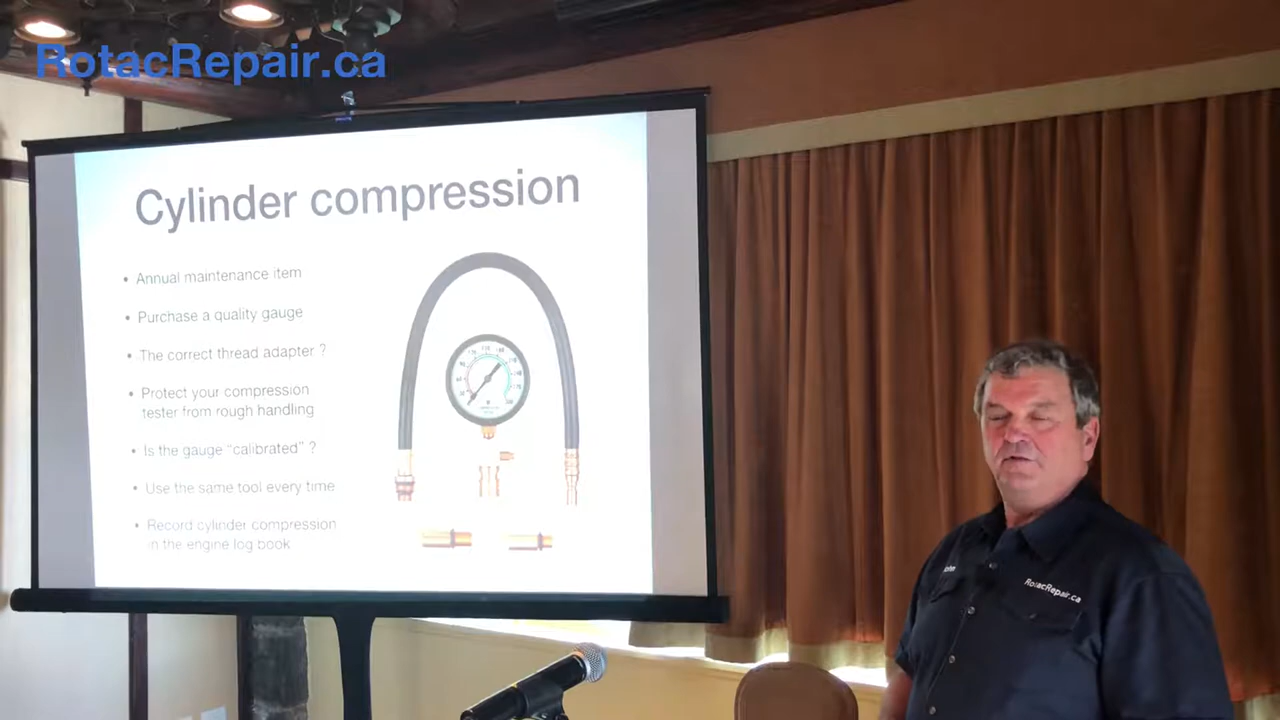 RotacRepair.ca
Cylinder compression
• Annual maintenance item
• Purchase a quality gauge
• The correct thread adapter ?
• Protect your compression
tester from rough handling
• Is the gauge “calibrated” ?
• Use the same tool every time
• Record cylinder compression
in the engine log book
RotacRepair.ca